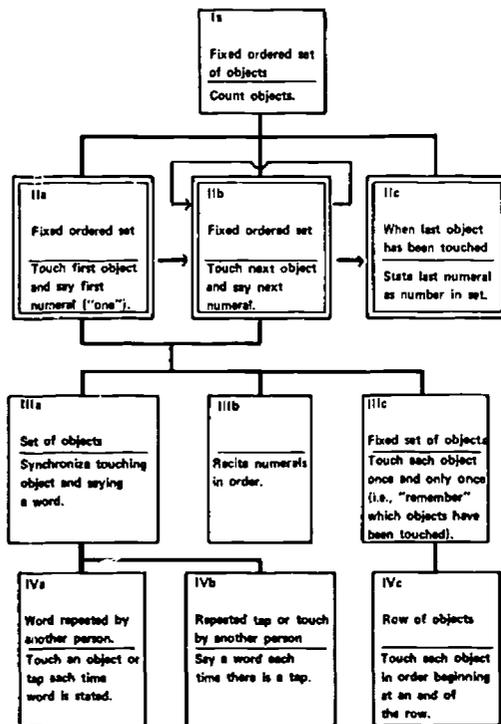 Ia
Fixed ordered set
of objects
Count objects.
IIa
Fixed ordered set
Touch first object
and say first
numeral ("one").
IIb
Fixed ordered set
Touch next object
and say next
numeral.
IIc
When last object
has been touched
State last numeral
as number in set.
IIIa
Set of objects
Synchronize touching
object and saying
a word.
IIIb
Recite numerals
in order.
IIIc
Fixed set of objects
Touch each object
once and only once
(i.e., "remember"
which objects have
been touched).
IVa
Word repeated by
another person.
Touch an object or
tap each time
word is stated.
IVb
Repeated tap or touch
by another person
Say a word each
time there is a tap.
IVc
Row of objects
Touch each object
in order beginning
at an end of
the row.